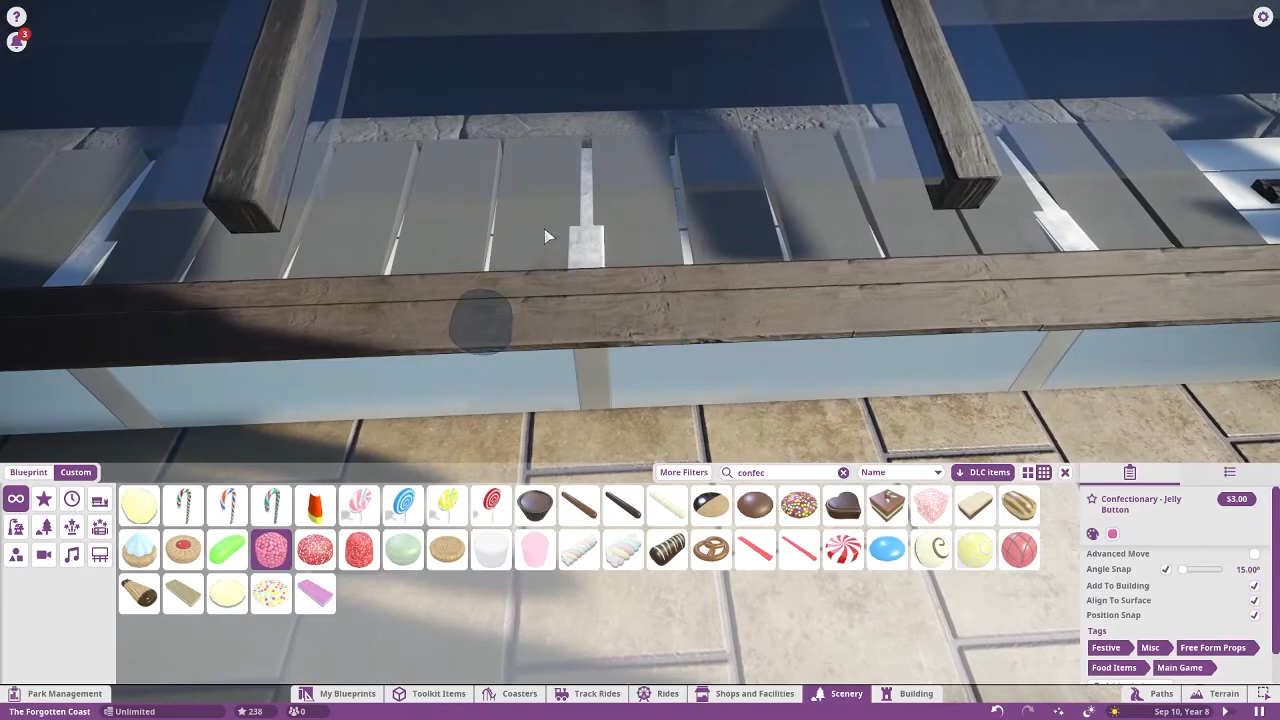 ?
3
Blueprint
Custom
More Filters
confec
Name
DLC items
Confectionary - Jelly
Button
$3.00
Advanced Move
Angle Snap
15.00°
Add To Building
Align To Surface
Position Snap
Tags
Festive
Misc
Free Form Props
Food Items
Main Game
Park Management
My Blueprints
Toolkit Items
Coasters
Track Rides
Rides
Shops and Facilities
Scenery
Building
Paths
Terrain
The Forgotten Coast
Unlimited
238
0
Sep 10, Year 8